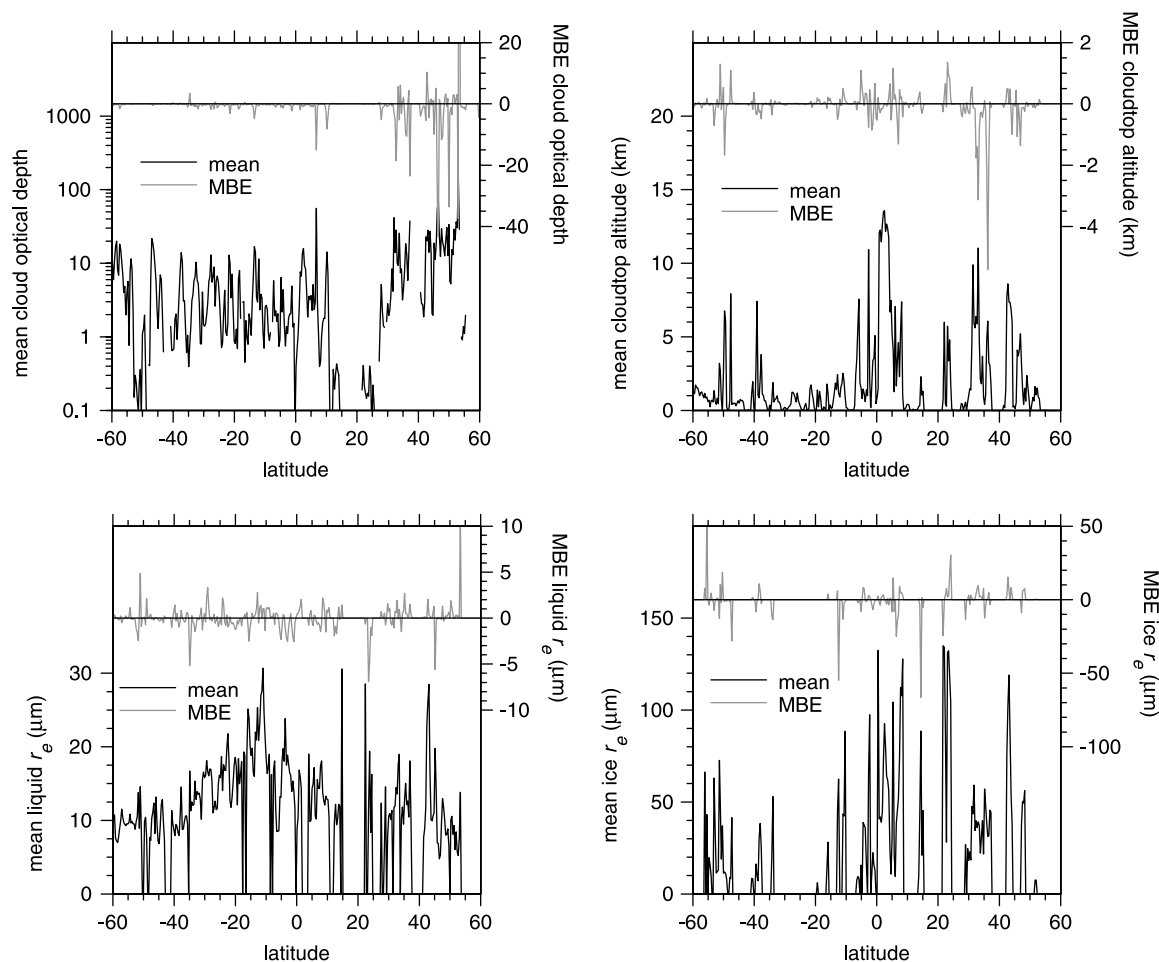 20
0
-20
-40
MBE cloud optical depth
1000
100
10
1
0.1
mean cloud optical depth
mean
MBE
-60 -40 -20 0 20 40 60
latitude
2
0
-2
-4
MBE cloudtop altitude (km)
20
15
10
5
0
mean cloudtop altitude (km)
mean
MBE
-60 -40 -20 0 20 40 60
latitude
10
5
0
-5
-10
MBE liquid r e (µm)
30
20
10
0
mean liquid r e (µm)
mean
MBE
-60 -40 -20 0 20 40 60
latitude
50
0
-50
-100
MBE ice r e (µm)
150
100
50
0
mean ice r e (µm)
mean
MBE
-60 -40 -20 0 20 40 60
latitude